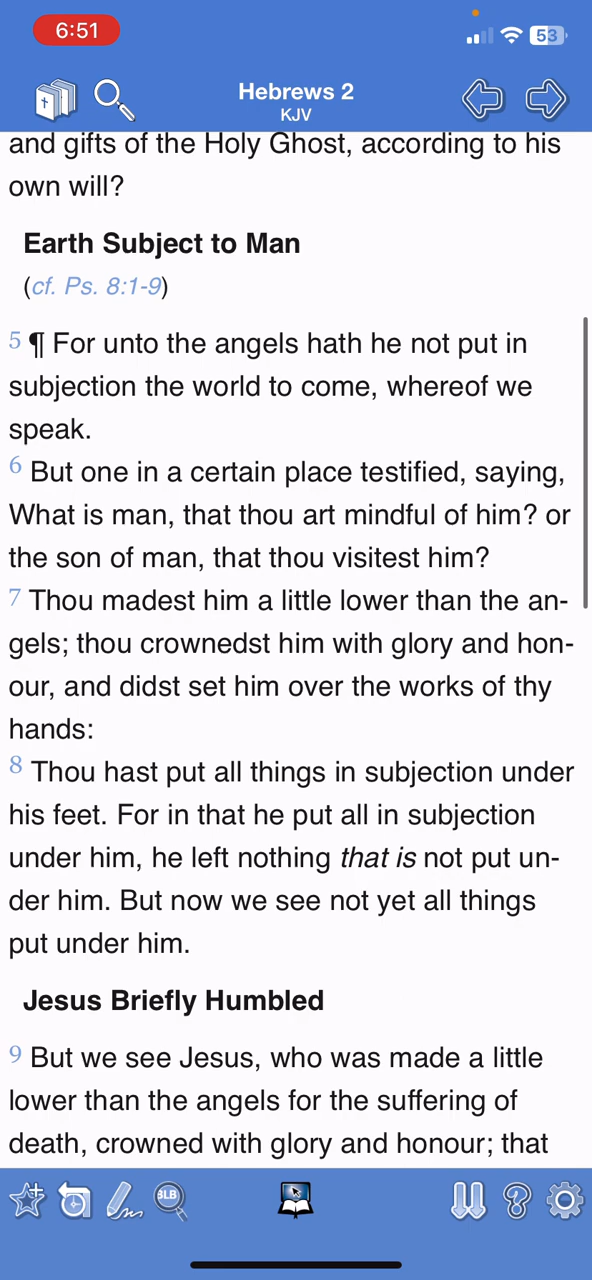 6:51
53
Hebrews 2
KJV
and gifts of the Holy Ghost, according to his
own will?
Earth Subject to Man
(cf. Ps. 8:1-9)
5 ¶ For unto the angels hath he not put in
subjection the world to come, whereof we
speak.
6 But one in a certain place testified, saying,
What is man, that thou art mindful of him? or
the son of man, that thou visitest him?
7 Thou madest him a little lower than the an-
gels; thou crownedst him with glory and hon-
our, and didst set him over the works of thy
hands:
8 Thou hast put all things in subjection under
his feet. For in that he put all in subjection
under him, he left nothing that is not put un-
der him. But now we see not yet all things
put under him.
Jesus Briefly Humbled
9 But we see Jesus, who was made a little
lower than the angels for the suffering of
death, crowned with glory and honour; that
BLB